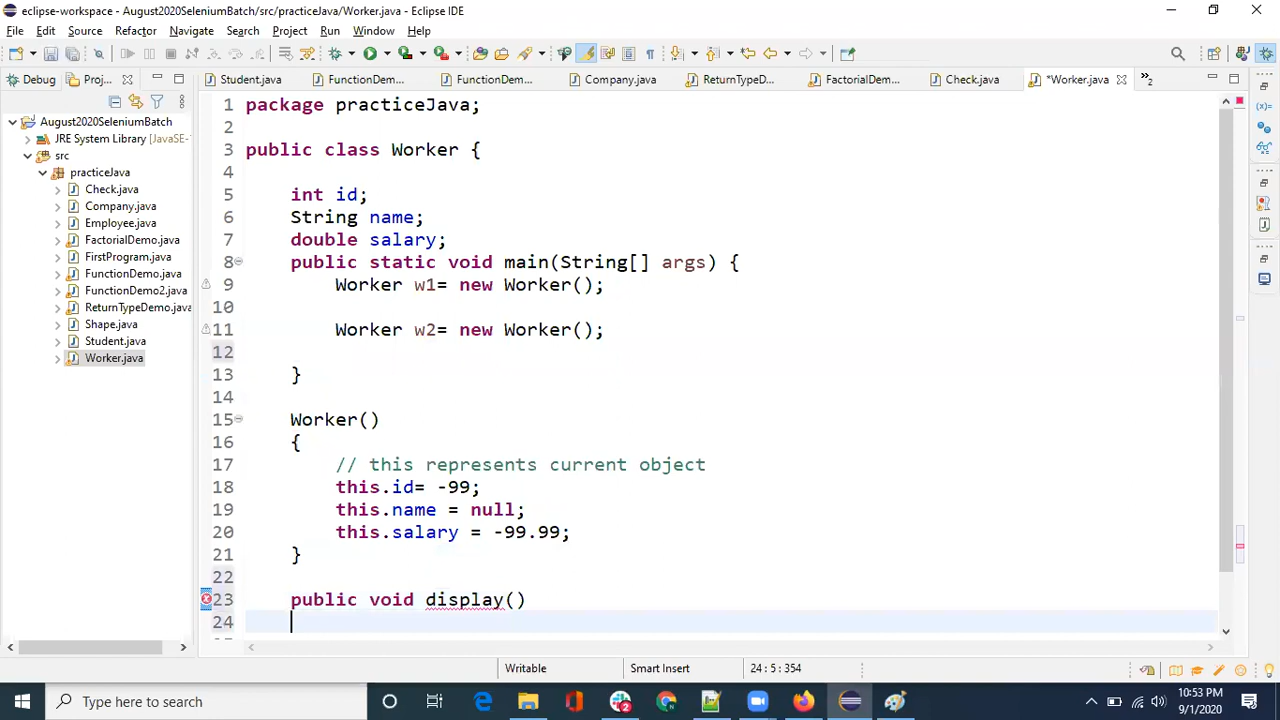 eclipse-workspace - August2020SeleniumBatch/src/practiceJava/Worker.java - Eclipse IDE
File Edit Source Refactor Navigate Search Project Run Window Help
Debug Proj... Student.java FunctionDem... FunctionDem... Company.java ReturnTypeD... FactorialDem... Check.java *Worker.java »2
August2020SeleniumBatch
JRE System Library [JavaSE-
src
practiceJava
Check.java
Company.java
Employee.java
FactorialDemo.java
FirstProgram.java
FunctionDemo.java
FunctionDemo2.java
ReturnTypeDemo.java
Shape.java
Student.java
Worker.java
1 package practiceJava;
2
3 public class Worker {
4
5 int id;
6 String name;
7 double salary;
8 public static void main(String[] args) {
9 Worker w1= new Worker();
10
11 Worker w2= new Worker();
12
13 }
14
15 Worker()
16 {
17 // this represents current object
18 this.id= -99;
19 this.name = null;
20 this.salary = -99.99;
21 }
22
23 public void display()
24
Writable Smart Insert 24 : 5 : 354
Type here to search
10:53 PM
9/1/2020